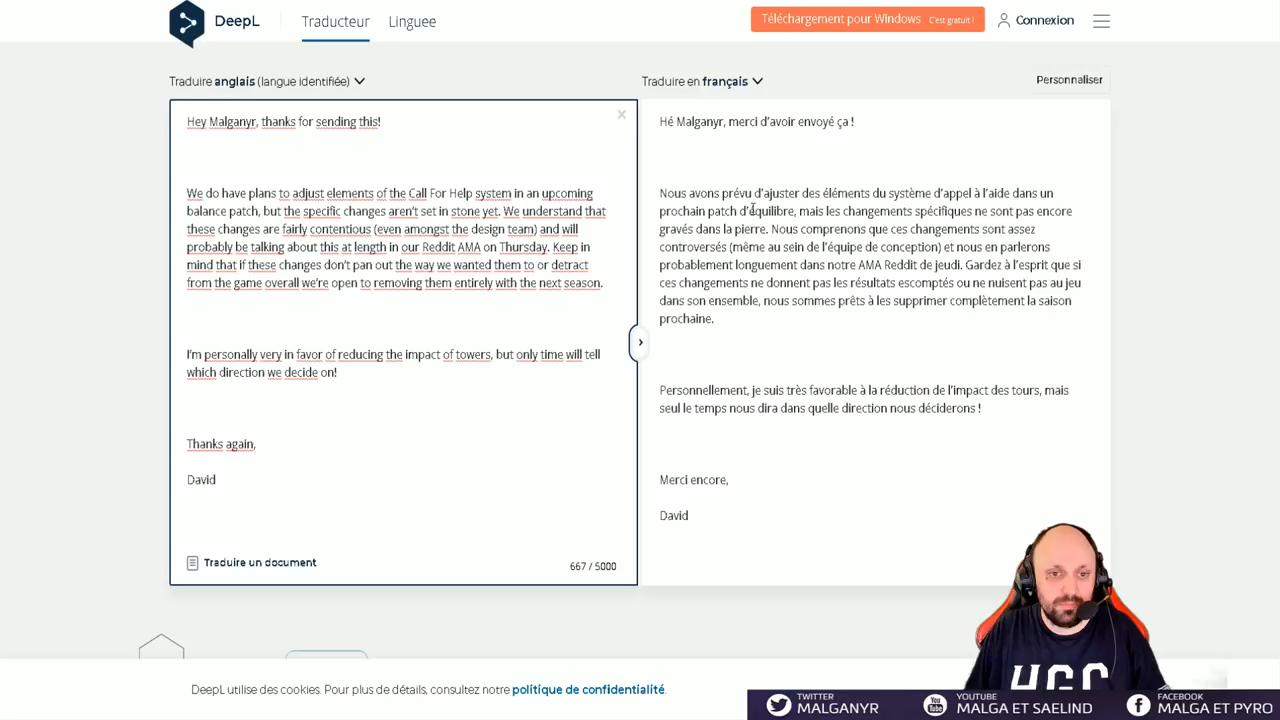 DeepL
Traducteur
Linguee
Téléchargement pour Windows C'est gratuit !
Connexion
Traduire anglais (langue identifiée)
Traduire en français
Personnaliser
Hey Malganyr, thanks for sending this!
We do have plans to adjust elements of the Call For Help system in an upcoming
balance patch, but the specific changes aren't set in stone yet. We understand that
these changes are fairly contentious (even amongst the design team) and will
probably be talking about this at length in our Reddit AMA on Thursday. Keep in
mind that if these changes don't pan out the way we wanted them to or detract
from the game overall we're open to removing them entirely with the next season.
I'm personally very in favor of reducing the impact of towers, but only time will tell
which direction we decide on!
Thanks again,
David
Traduire un document
667 / 5000
Hé Malganyr, merci d'avoir envoyé ça !
Nous avons prévu d'ajuster des éléments du système d'appel à l'aide dans un
prochain patch d'équilibre, mais les changements spécifiques ne sont pas encore
gravés dans la pierre. Nous comprenons que ces changements sont assez
controversés (même au sein de l'équipe de conception) et nous en parlerons
probablement longuement dans notre AMA Reddit de jeudi. Gardez à l'esprit que si
ces changements ne donnent pas les résultats escomptés ou ne nuisent pas au jeu
dans son ensemble, nous sommes prêts à les supprimer complètement la saison
prochaine.
Personnellement, je suis très favorable à la réduction de l'impact des tours, mais
seul le temps nous dira dans quelle direction nous déciderons !
Merci encore,
David
DeepL utilise des cookies. Pour plus de détails, consultez notre politique de confidentialité.
HGC
TWITTER
MALGANYR
YOUTUBE
MALGA ET SAELIND
FACEBOOK
MALGA ET PYRO